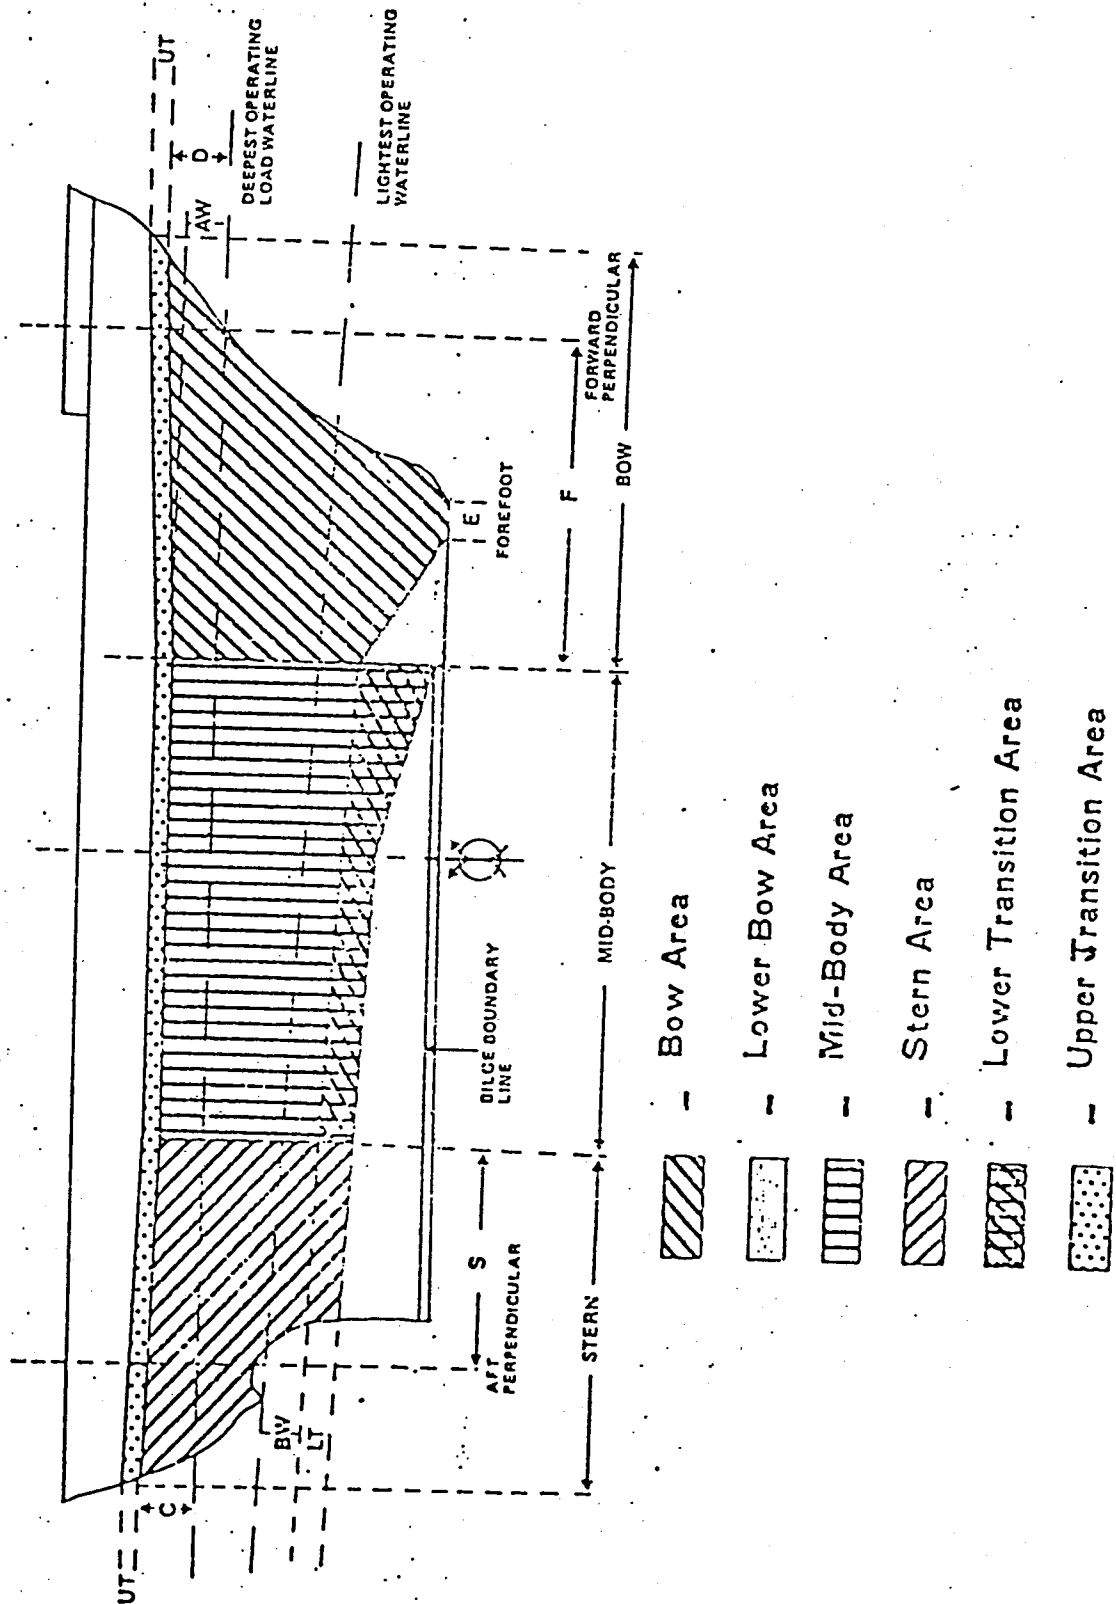 UT
UT
D
AW
DEEPEST OPERATING
LOAD WATERLINE
LIGHTEST OPERATING
WATERLINE
C
BW
LT
AFT
PERPENDICULAR
S
BILGE BOUNDARY
LINE
E
FOREFOOT
F
FORWARD
PERPENDICULAR
STERN
MID-BODY
BOW
– Bow Area
– Lower Bow Area
– Mid-Body Area
– Stern Area
– Lower Transition Area
– Upper Transition Area